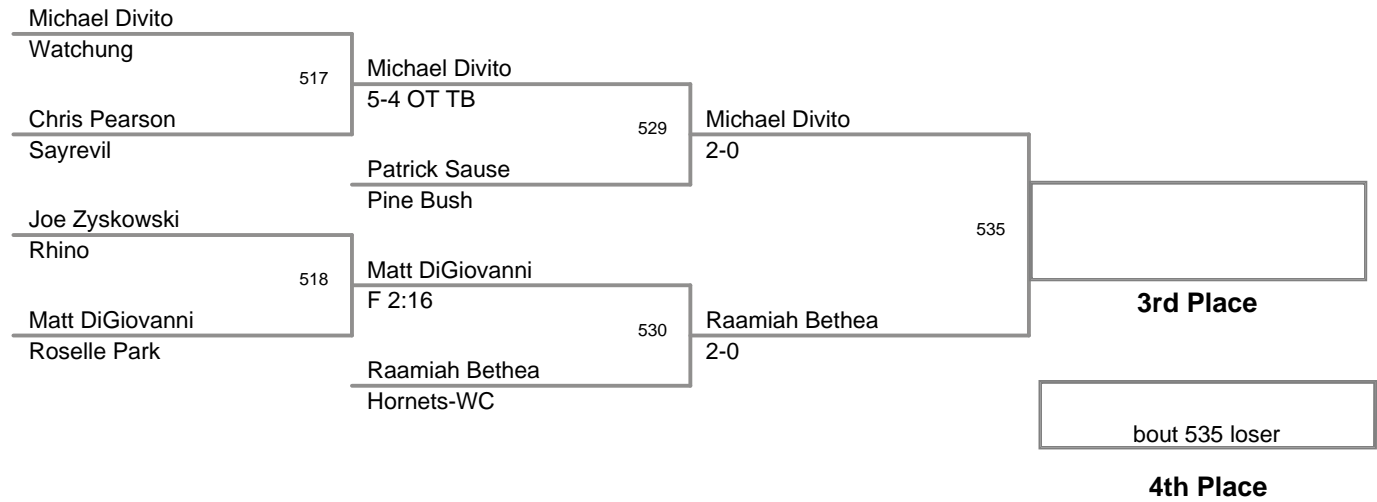 Michael Divito
Watchung
517
Chris Pearson
Sayrevil
Joe Zyskowski
Rhino
518
Matt DiGiovanni
Roselle Park
Michael Divito
5-4 OT TB
529
Patrick Sause
Pine Bush
Matt DiGiovanni
F 2:16
530
Raamiah Bethea
Hornets-WC
Michael Divito
2-0
535
Raamiah Bethea
2-0
3rd Place
bout 535 loser
4th Place